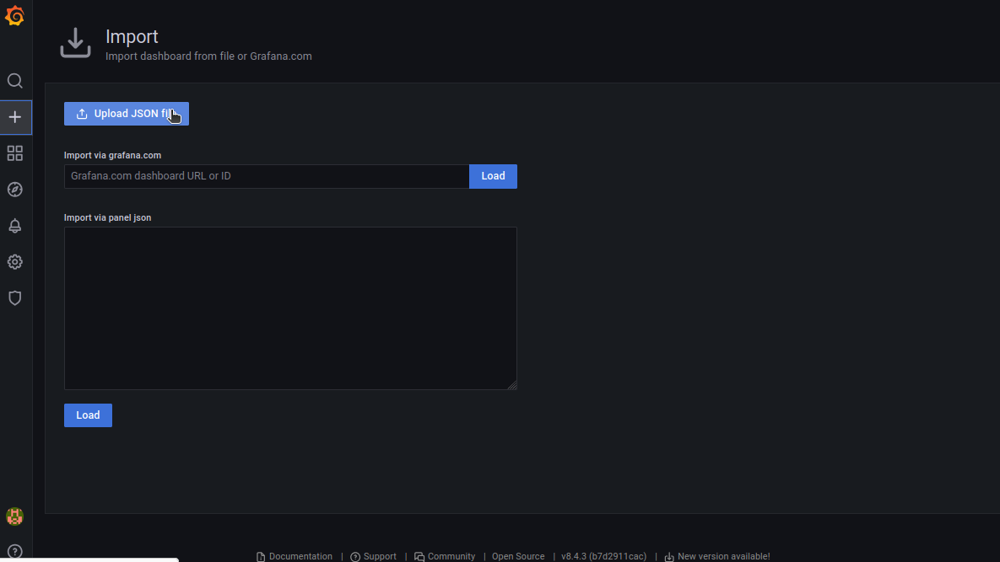 Import
Import dashboard from file or Grafana.com
Upload JSON
Import via grafana.com
Grafana.com dashboard URL or ID
Load
Import via panel json
Load
Documentation | Support | Community | Open Source | v8.4.3 (b7d2911cac) | New version available!